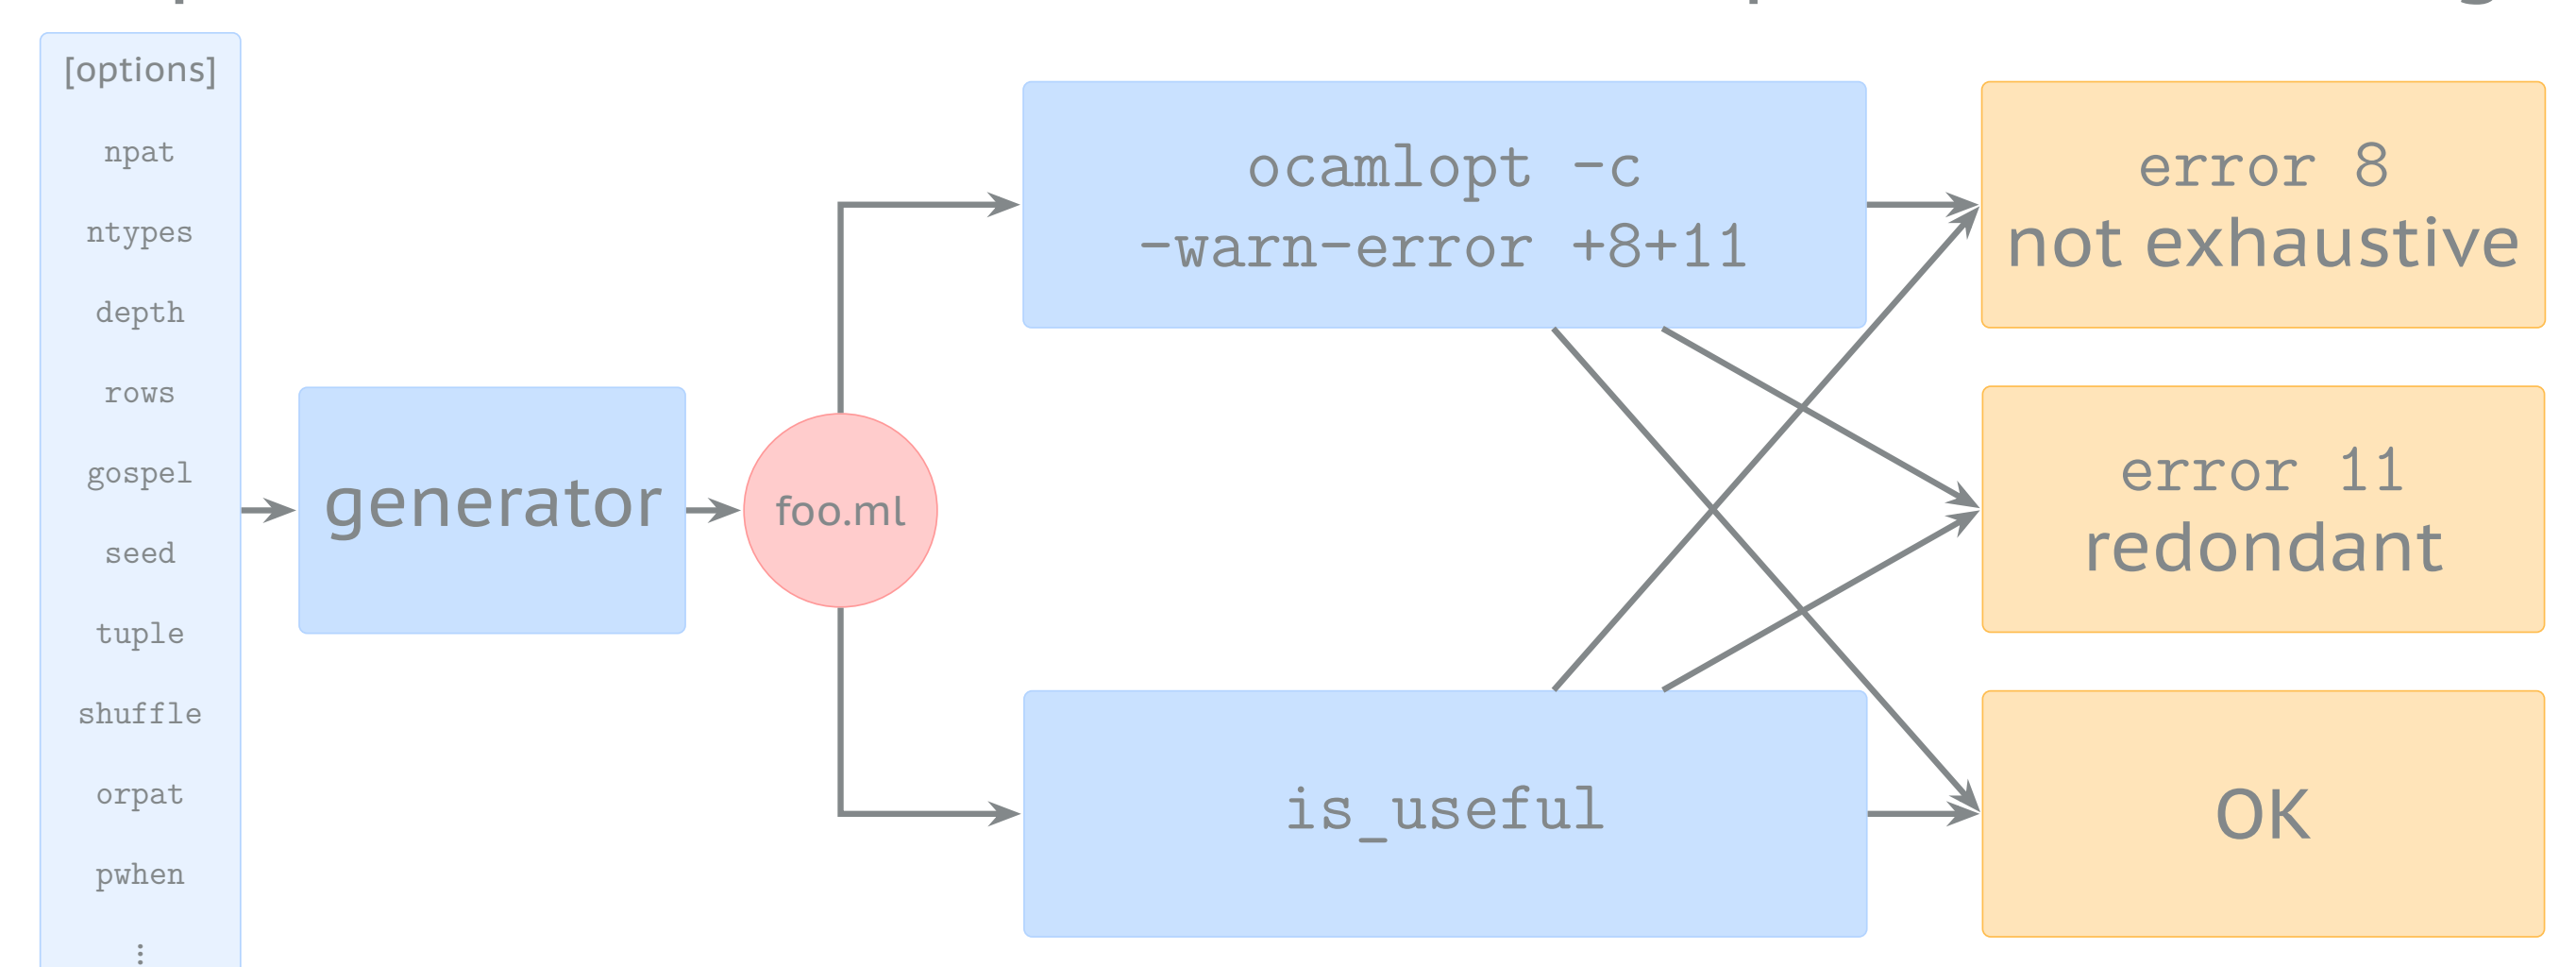 [options]
npat
ntypes
depth
rows
gospel
seed
tuple
shuffle
orpat
pwhen
⋮
generator
foo.ml
ocamlopt -c
-warn-error +8+11
is_useful
error 8
not exhaustive
error 11
redondant
OK